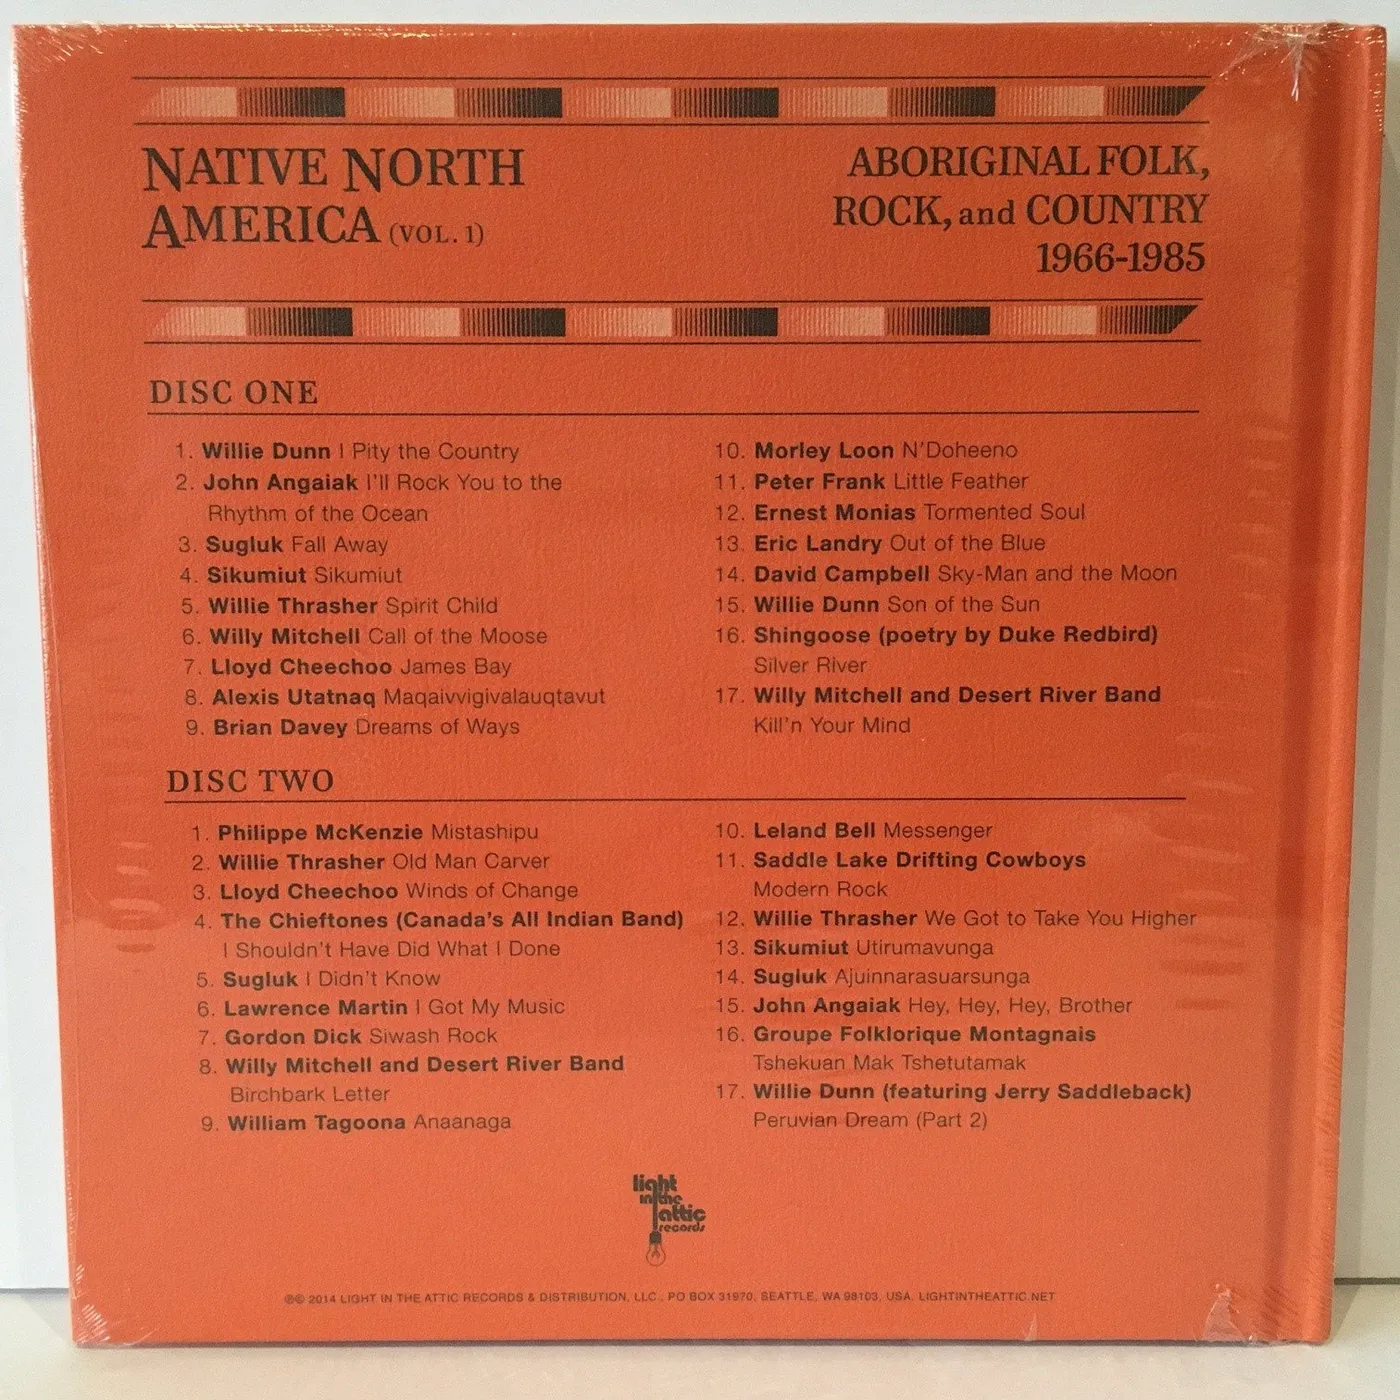 NATIVE NORTH
AMERICA (VOL. 1)
ABORIGINAL FOLK,
ROCK, and COUNTRY
1966-1985
DISC ONE
1. Willie Dunn I Pity the Country
2. John Angaiak I'll Rock You to the
Rhythm of the Ocean
3. Sugluk Fall Away
4. Sikumiut Sikumiut
5. Willie Thrasher Spirit Child
6. Willy Mitchell Call of the Moose
7. Lloyd Cheechoo James Bay
8. Alexis Utatnaq Maqaivvigivalauqtavut
9. Brian Davey Dreams of Ways
10. Morley Loon N'Doheeno
11. Peter Frank Little Feather
12. Ernest Monias Tormented Soul
13. Eric Landry Out of the Blue
14. David Campbell Sky-Man and the Moon
15. Willie Dunn Son of the Sun
16. Shingoose (poetry by Duke Redbird)
Silver River
17. Willy Mitchell and Desert River Band
Kill'n Your Mind
DISC TWO
1. Philippe McKenzie Mistashipu
2. Willie Thrasher Old Man Carver
3. Lloyd Cheechoo Winds of Change
4. The Chieftones (Canada's All Indian Band)
I Shouldn't Have Did What I Done
5. Sugluk I Didn't Know
6. Lawrence Martin I Got My Music
7. Gordon Dick Siwash Rock
8. Willy Mitchell and Desert River Band
Birchbark Letter
9. William Tagoona Anaanaga
10. Leland Bell Messenger
11. Saddle Lake Drifting Cowboys
Modern Rock
12. Willie Thrasher We Got to Take You Higher
13. Sikumiut Utirumavunga
14. Sugluk Ajuinnarasuarsunga
15. John Angaiak Hey, Hey, Hey, Brother
16. Groupe Folklorique Montagnais
Tshekuan Mak Tshetutamak
17. Willie Dunn (featuring Jerry Saddleback)
Peruvian Dream (Part 2)
light
in the
attic
records
℗© 2014 LIGHT IN THE ATTIC RECORDS & DISTRIBUTION, LLC., PO BOX 31970, SEATTLE, WA 98103, USA. LIGHTINTHEATTIC.NET